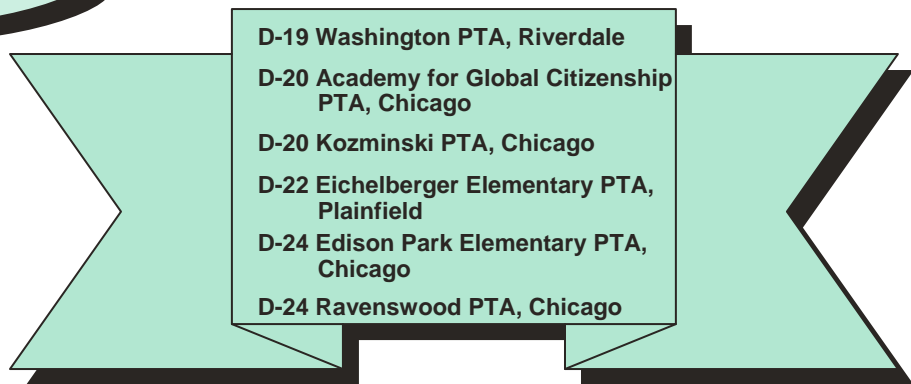 D-19 Washington PTA, Riverdale
D-20 Academy for Global Citizenship
PTA, Chicago
D-20 Kozminski PTA, Chicago
D-22 Eichelberger Elementary PTA,
Plainfield
D-24 Edison Park Elementary PTA,
Chicago
D-24 Ravenswood PTA, Chicago